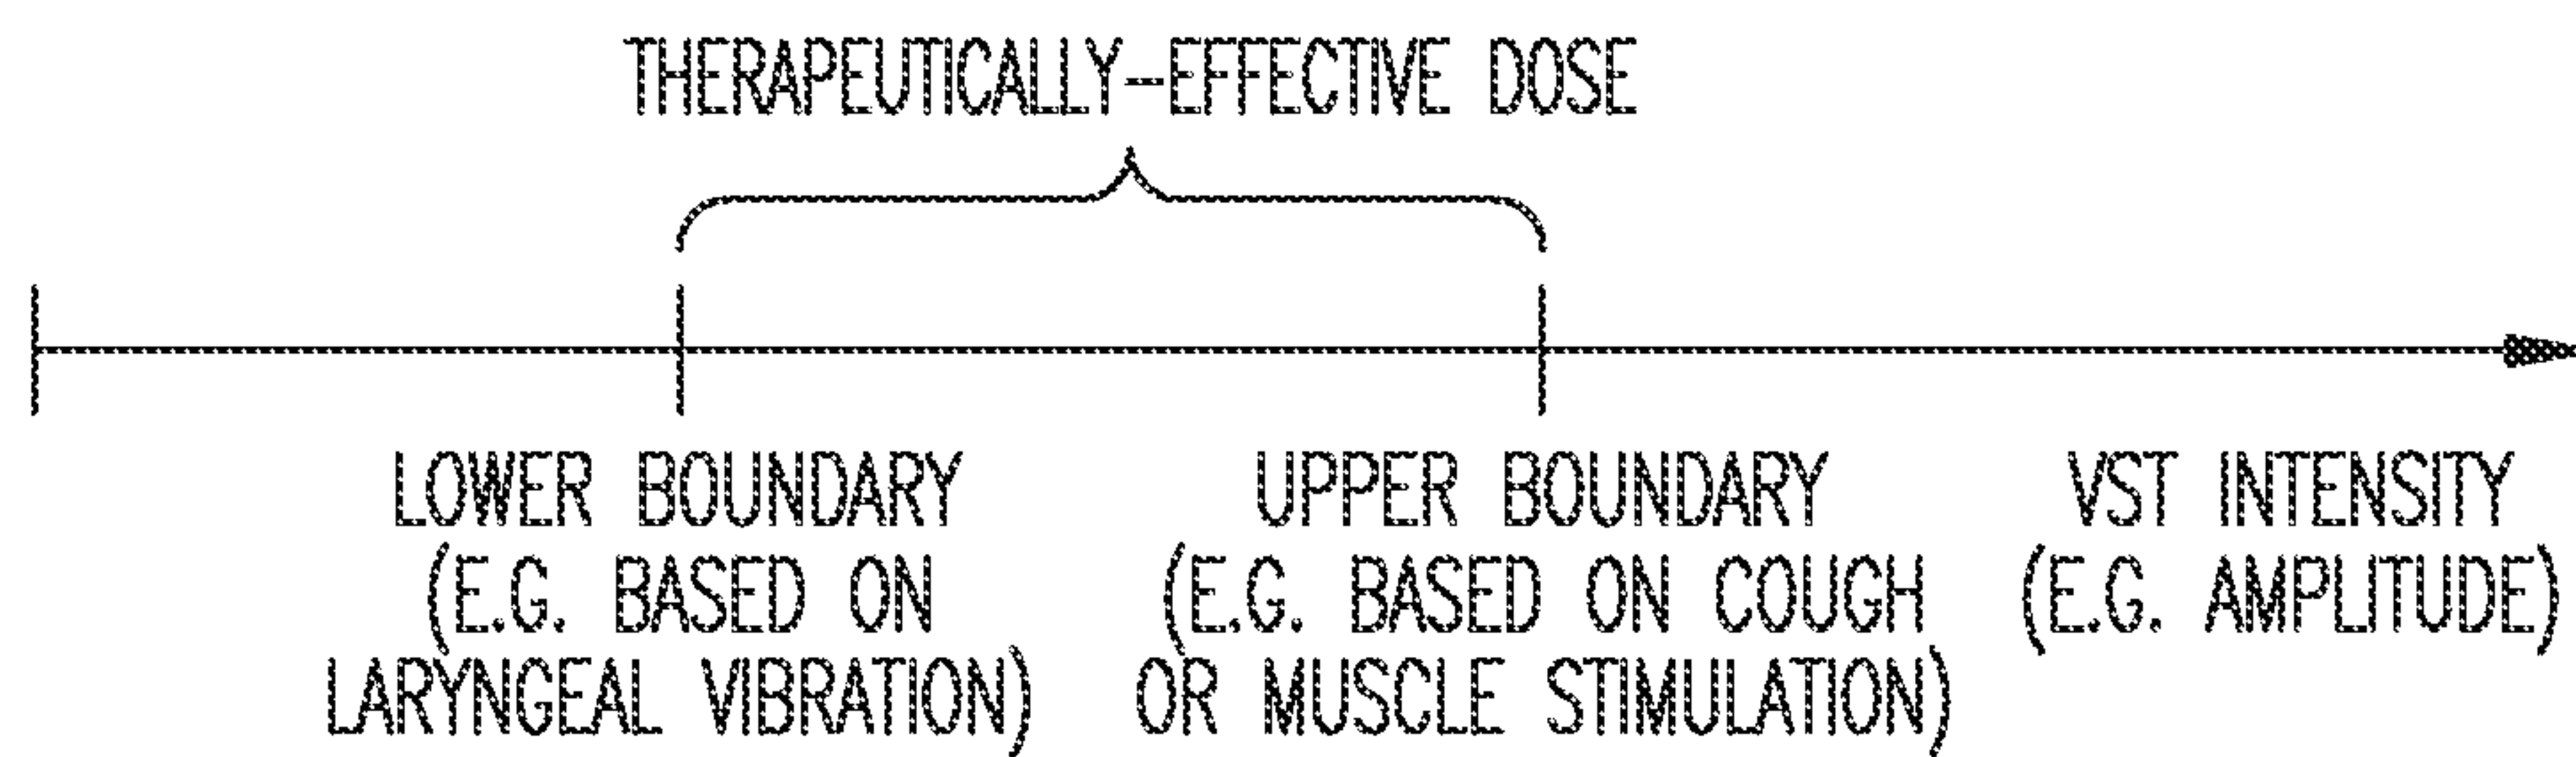 THERAPEUTICALLY-EFFECTIVE DOSE
LOWER BOUNDARY
(E.G. BASED ON
LARYNGEAL VIBRATION)
UPPER BOUNDARY
(E.G. BASED ON COUGH
OR MUSCLE STIMULATION)
VST INTENSITY
(E.G. AMPLITUDE)